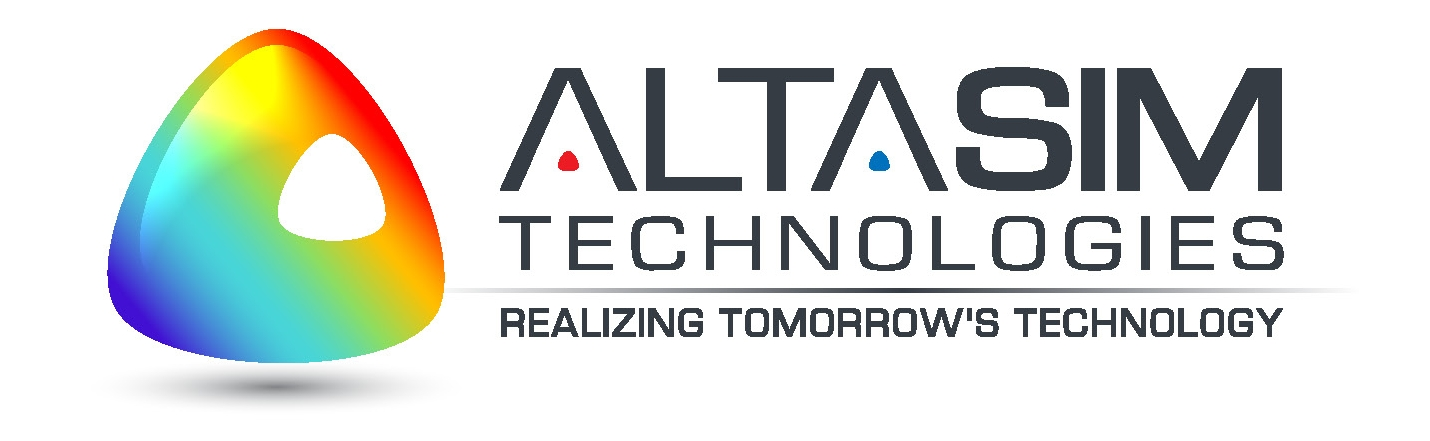 ALTASIM
TECHNOLOGIES
REALIZING TOMORROW'S TECHNOLOGY